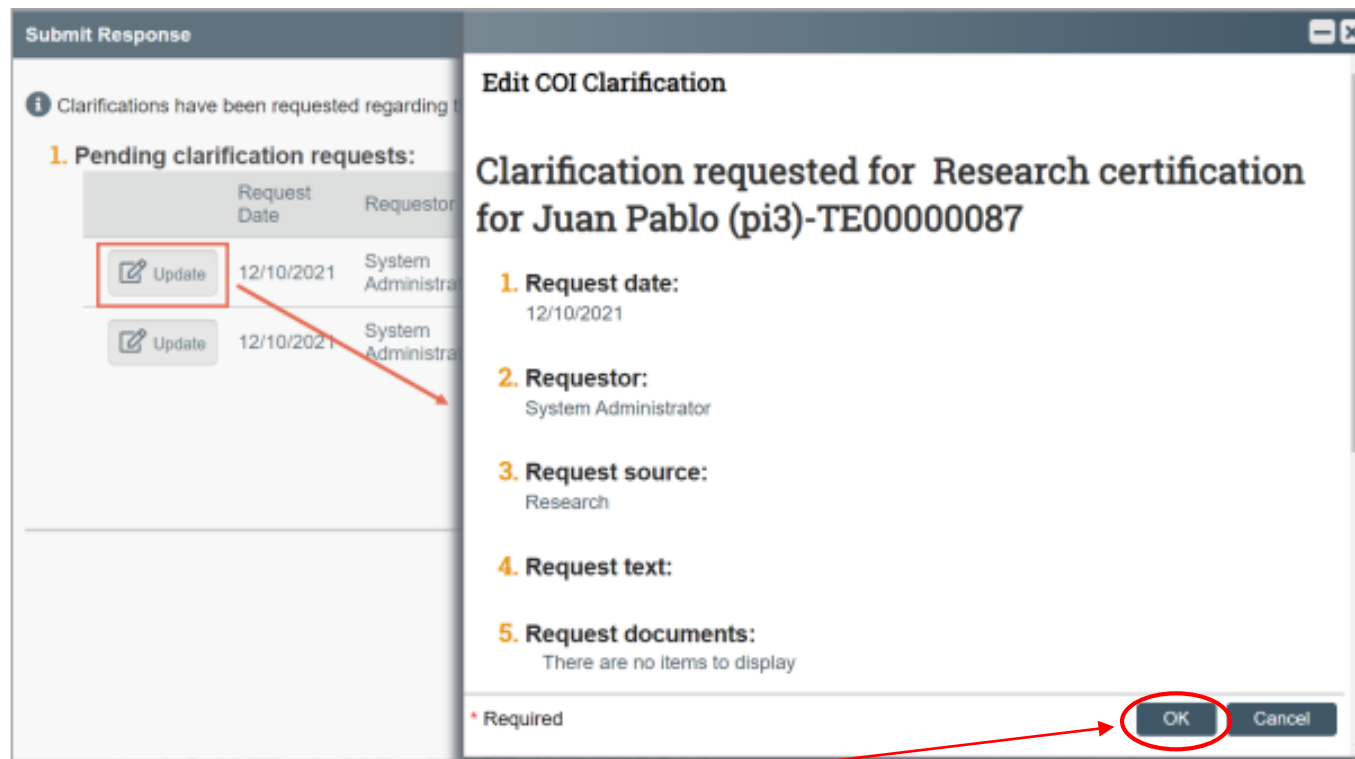 Submit Response
Clarifications have been requested regarding
1. Pending clarification requests:
Request
Date
Requestor
Update
12/10/2021
System
Administra
Update
12/10/2021
System
Administra
Edit COI Clarification
Clarification requested for Research certification
for Juan Pablo (pi3)-TE00000087
1. Request date:
12/10/2021
2. Requestor:
System Administrator
3. Request source:
Research
4. Request text:
5. Request documents:
There are no items to display
* Required
OK
Cancel